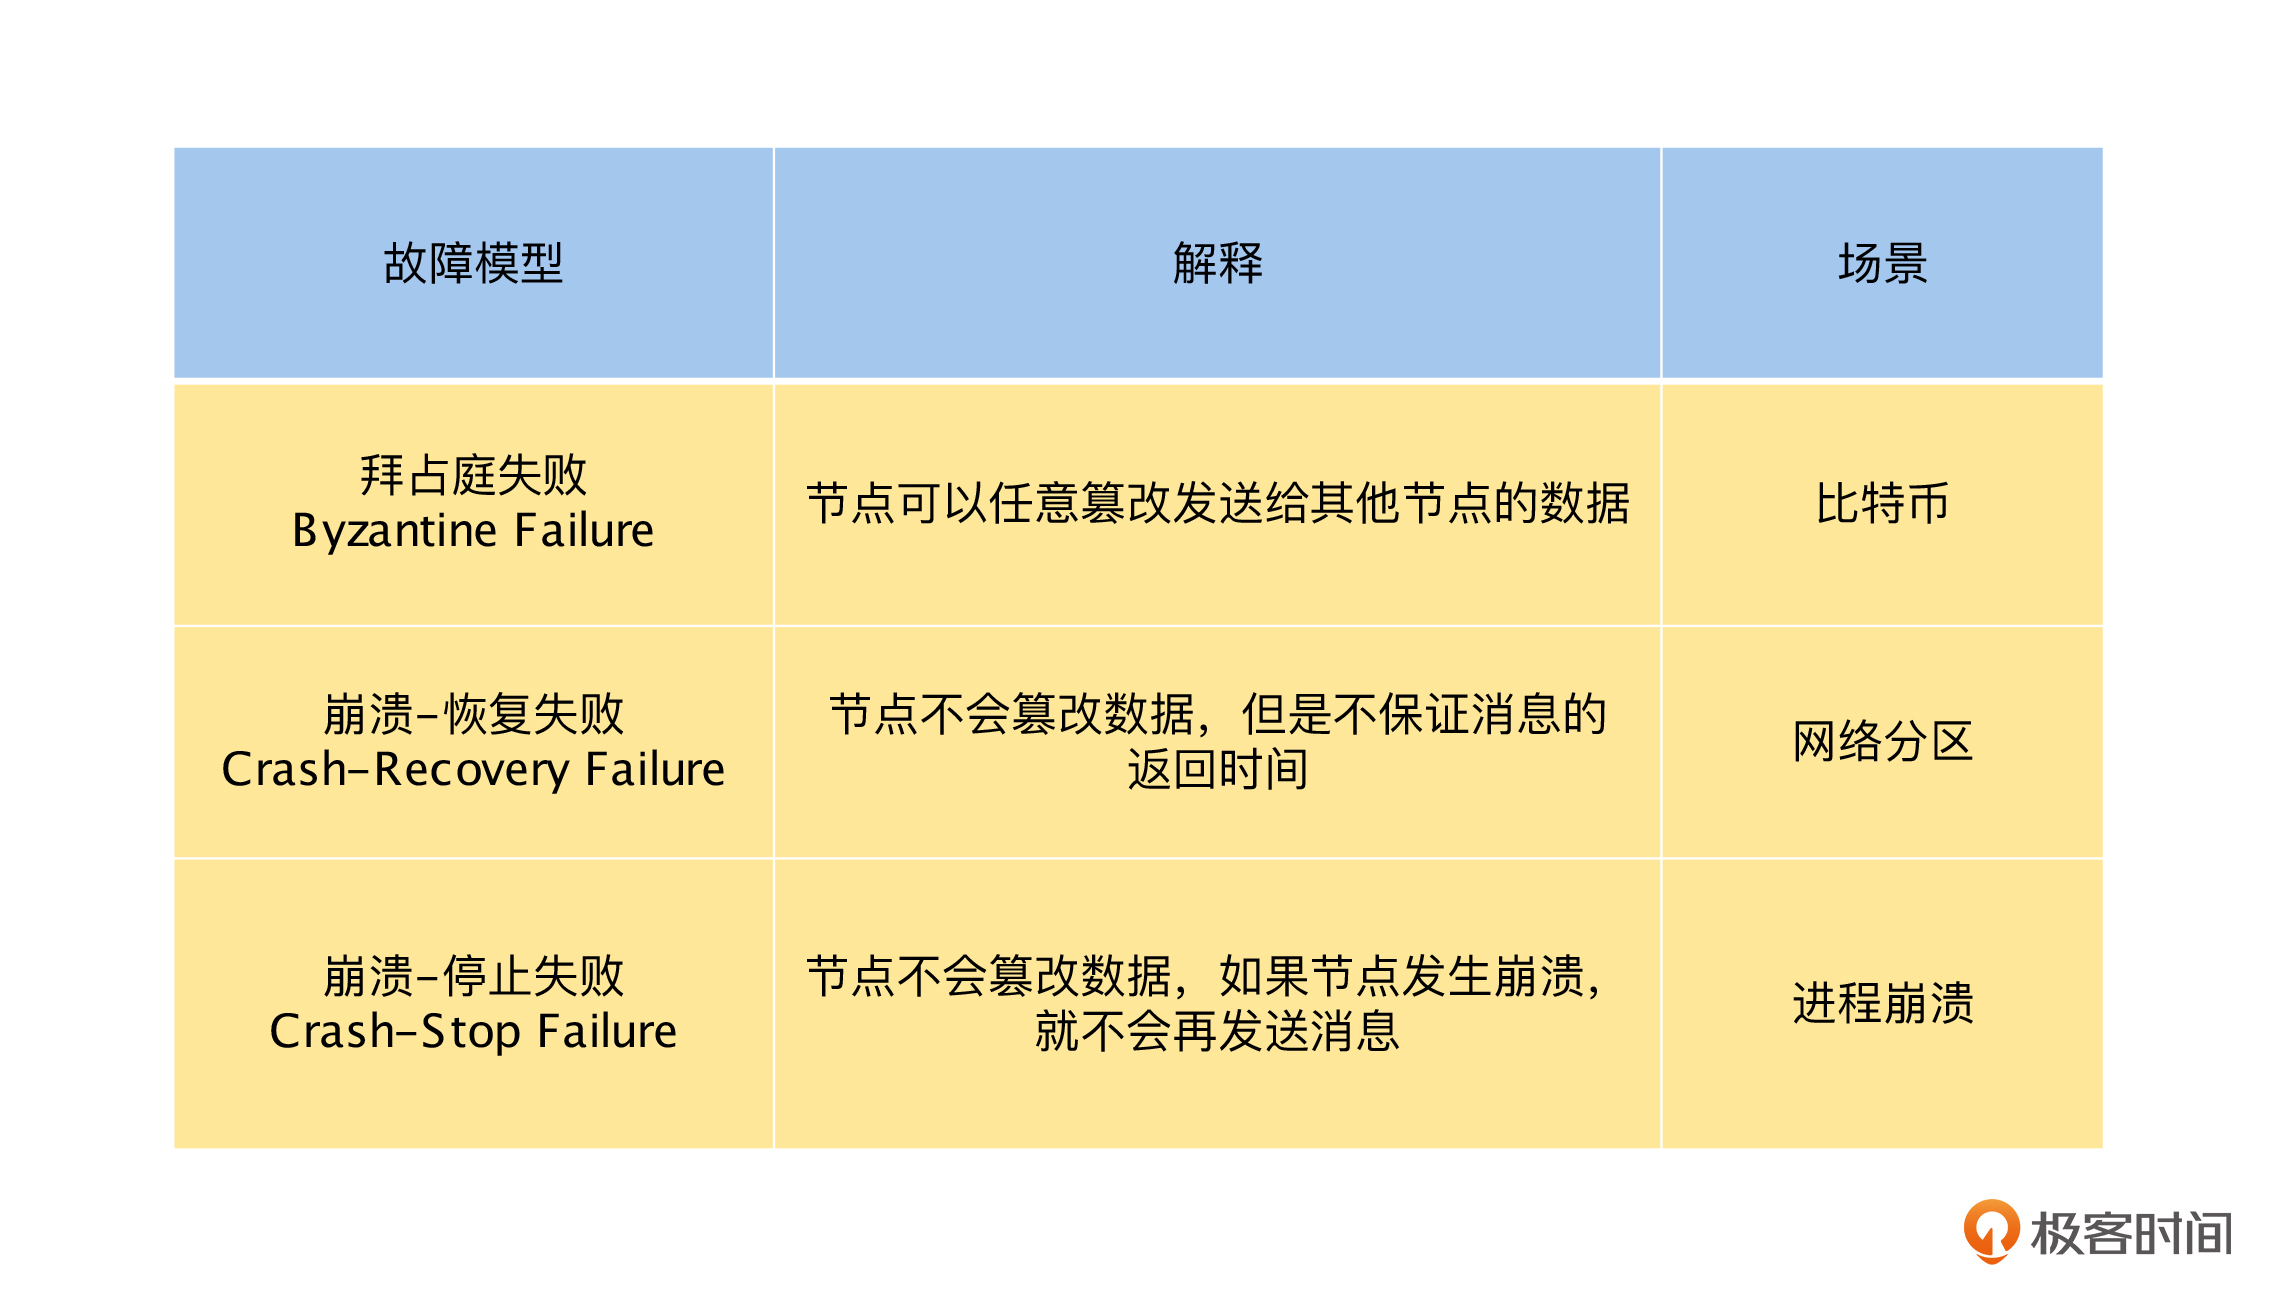 故障模型
解释
场景
拜占庭失败
Byzantine Failure
节点可以任意篡改发送给其他节点的数据
比特币
崩溃-恢复失败
Crash-Recovery Failure
节点不会篡改数据，但是不保证消息的
返回时间
网络分区
崩溃-停止失败
Crash-Stop Failure
节点不会篡改数据，如果节点发生崩溃，
就不会再发送消息
进程崩溃
极客时间